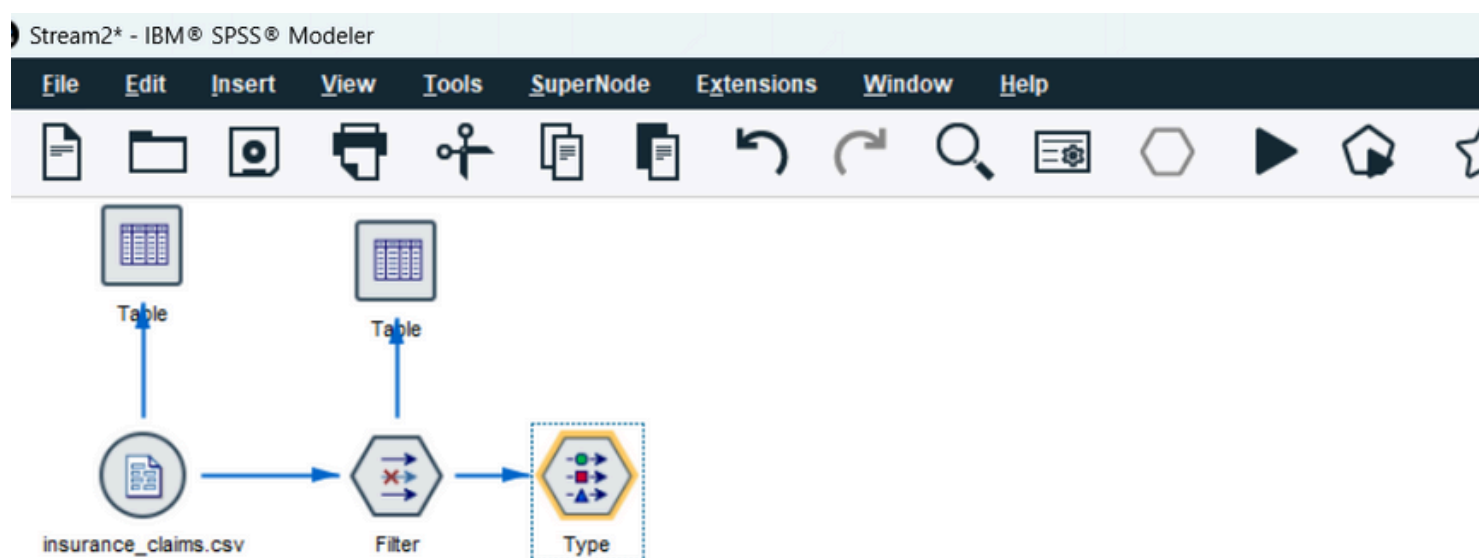 Stream2* - IBM® SPSS® Modeler
File Edit Insert View Tools SuperNode Extensions Window Help
Table Table
insurance_claims.csv Filter Type